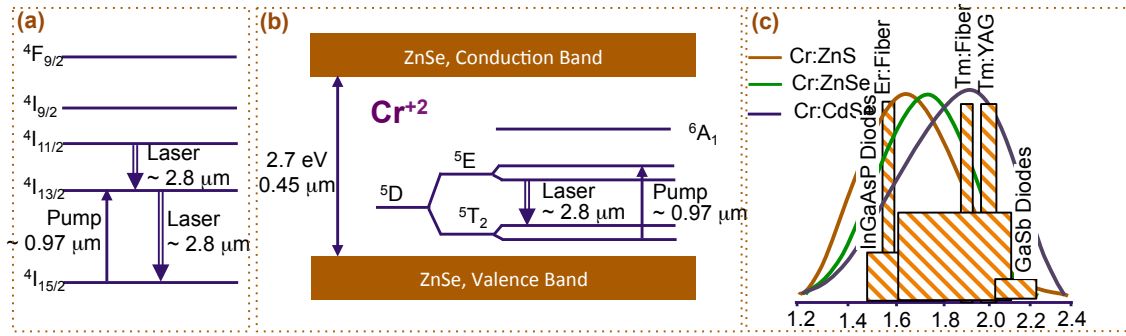 (a)
⁴F₉/₂
⁴I₉/₂
⁴I₁₁/₂
Laser
~ 2.8 μm
⁴I₁₃/₂
Pump
~ 0.97 μm
Laser
~ 2.8 μm
⁴I₁₅/₂
(b)
ZnSe, Conduction Band
Cr⁺²
2.7 eV
0.45 μm
⁶A₁
⁵E
⁵D
⁵T₂
Laser
~ 2.8 μm
Pump
~ 0.97 μm
ZnSe, Valence Band
(c)
Cr:ZnS
Cr:ZnSe
Cr:CdS
InGaAsP Diodes
Er:Fiber
Tm:Fiber
Tm:YAG
GaSb Diodes
1.2 1.4 1.6 1.8 2.0 2.2 2.4